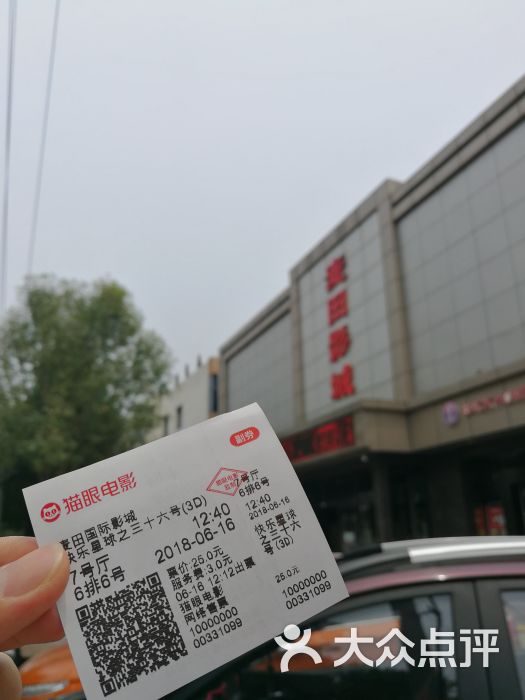 麦田影城
副券
猫眼电影
麦田国际影城
快乐星球之三十六号(3D)
7号厅 12:40
6排6号 2018-06-16
票价:25.0元
服务费:3.0元
06-16 12:12出票
猫眼电影
网络售票
10000000
00331099
7号厅
6排6号
12:40
2018-06-16
快乐星球
之三十六号
(3D)
25.0元
10000000
00331099
大众点评